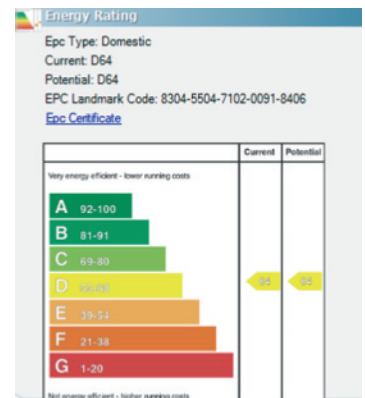 Energy Rating
Epc Type: Domestic
Current: D64
Potential: D64
EPC Landmark Code: 8304-5504-7102-0091-8406
Epc Certificate
Current Potential
Very energy efficient - lower running costs
A 92-100
B 81-91
C 69-80
D
E 39-54
F 21-38
G 1-20
Not energy efficient - higher running costs